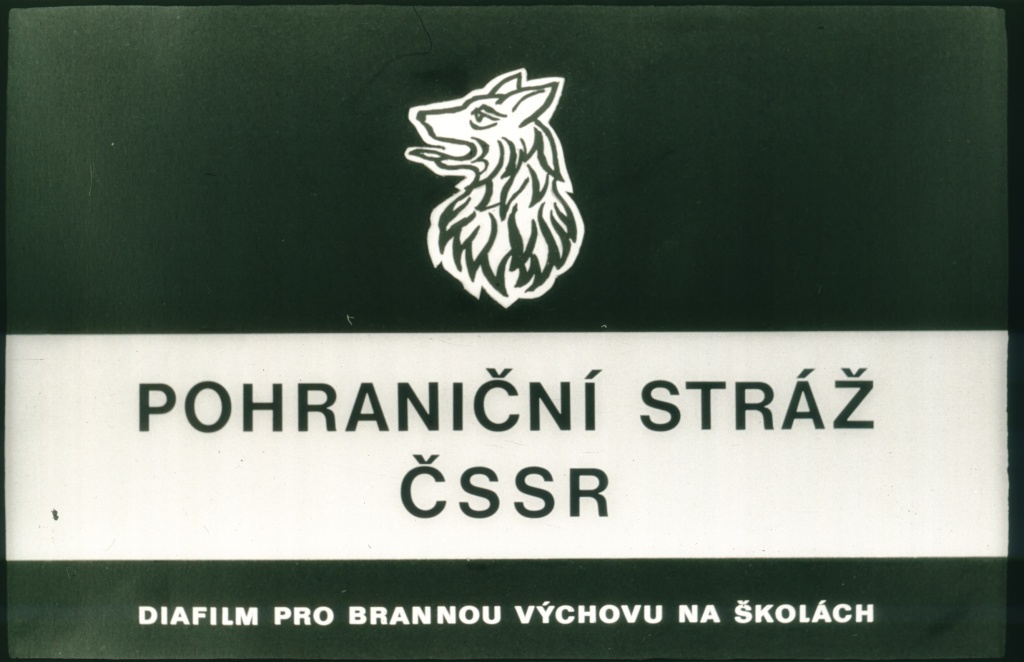 POHRANIČNÍ STRÁŽ
ČSSR
DIAFILM PRO BRANNOU VÝCHOVU NA ŠKOLÁCH